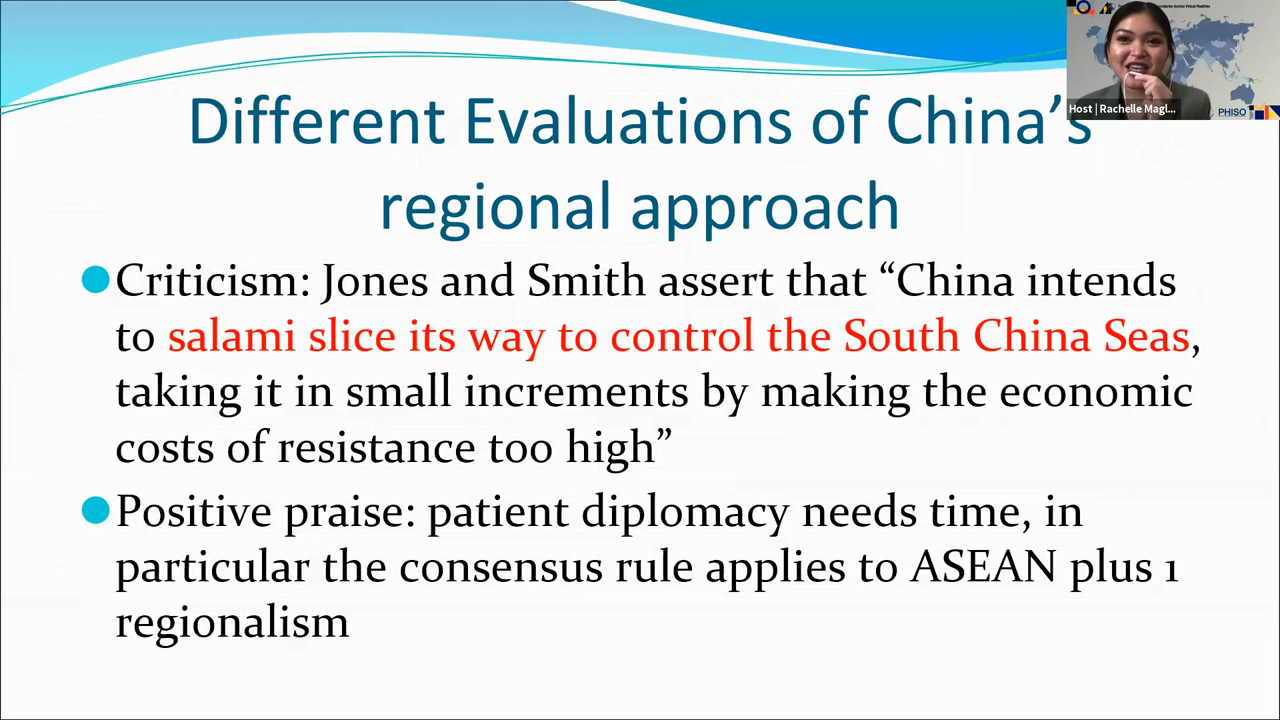 Different Evaluations of China's
regional approach
Criticism: Jones and Smith assert that “China intends
to salami slice its way to control the South China Seas,
taking it in small increments by making the economic
costs of resistance too high”
Positive praise: patient diplomacy needs time, in
particular the consensus rule applies to ASEAN plus 1
regionalism
Across Virtual Realities
Host | Rachelle Magl...
PHISO